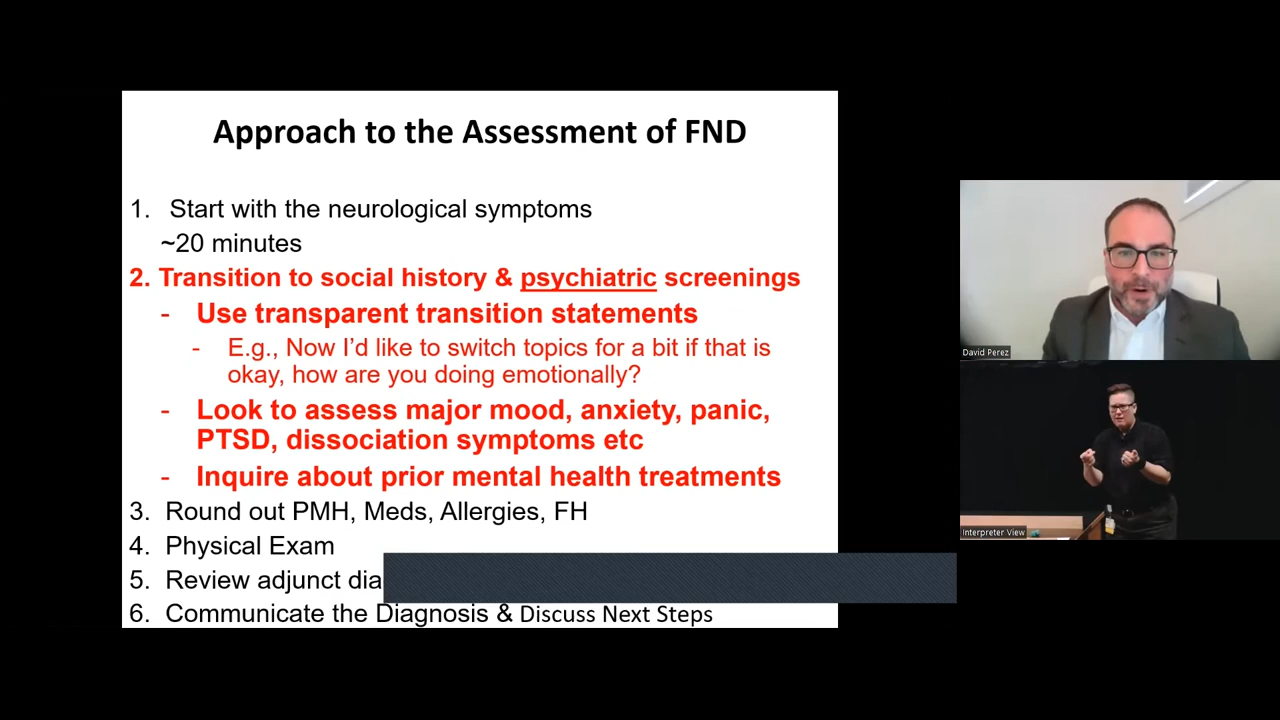 Approach to the Assessment of FND
1. Start with the neurological symptoms
~20 minutes
2. Transition to social history & psychiatric screenings
- Use transparent transition statements
- E.g., Now I’d like to switch topics for a bit if that is
okay, how are you doing emotionally?
- Look to assess major mood, anxiety, panic,
PTSD, dissociation symptoms etc
- Inquire about prior mental health treatments
3. Round out PMH, Meds, Allergies, FH
4. Physical Exam
5. Review adjunct
6. Communicate the Diagnosis & Discuss Next Steps
David Perez
Interpreter View